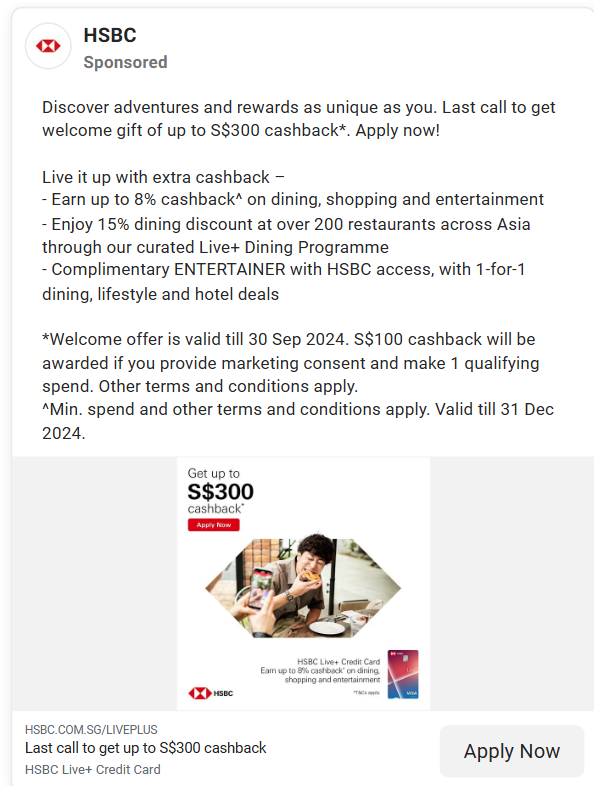 HSBC
Sponsored
Discover adventures and rewards as unique as you. Last call to get
welcome gift of up to S$300 cashback*. Apply now!
Live it up with extra cashback –
- Earn up to 8% cashback^ on dining, shopping and entertainment
- Enjoy 15% dining discount at over 200 restaurants across Asia
through our curated Live+ Dining Programme
- Complimentary ENTERTAINER with HSBC access, with 1-for-1
dining, lifestyle and hotel deals
*Welcome offer is valid till 30 Sep 2024. S$100 cashback will be
awarded if you provide marketing consent and make 1 qualifying
spend. Other terms and conditions apply.
^Min. spend and other terms and conditions apply. Valid till 31 Dec
2024.
Get up to
S$300
cashback*
Apply Now
HSBC Live+ Credit Card
Earn up to 8% cashback* on dining,
shopping and entertainment
*T&Cs apply.
VISA
HSBC
HSBC.COM.SG/LIVEPLUS
Last call to get up to S$300 cashback
HSBC Live+ Credit Card
Apply Now